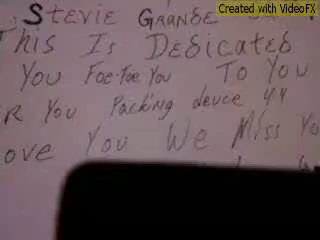 Created with VideoFX
STEVIE GRANDE
This Is Dedicated
You Foe-Foe You To You
You Packing deuce 44
ove You We Miss Yo